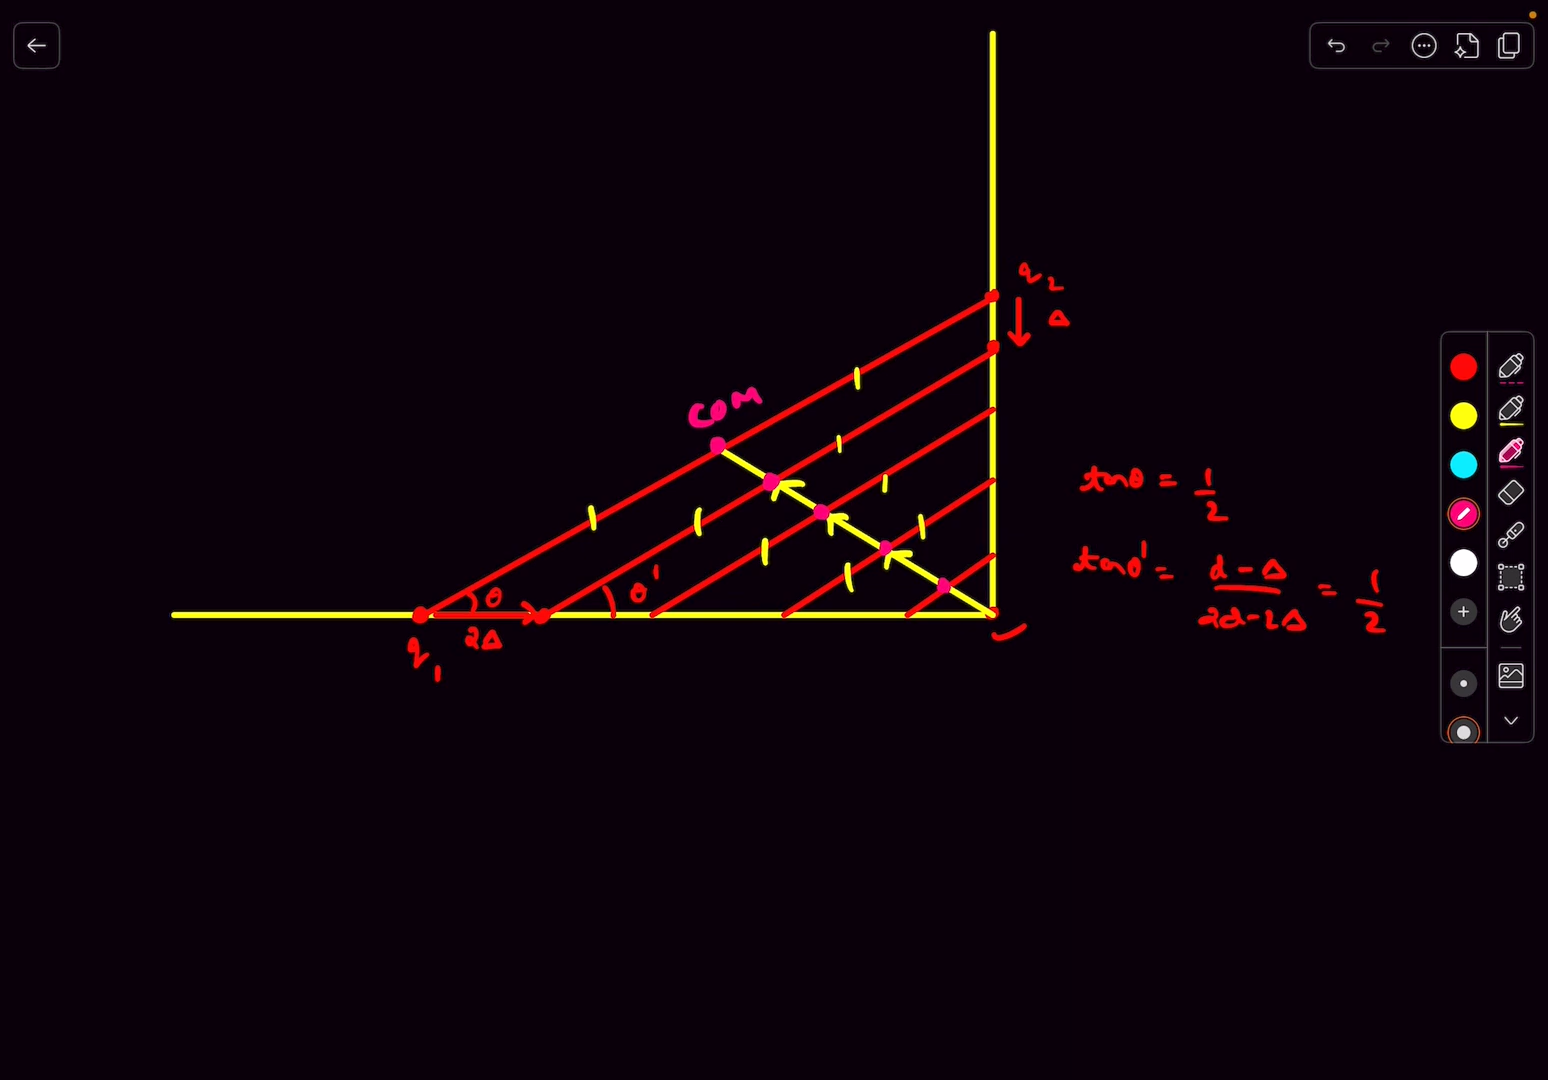 q₂
Δ
COM
tanθ = 1/2
tanθ' = (d - Δ)/(2d - 2Δ) = 1/2
θ
θ'
2Δ
q₁